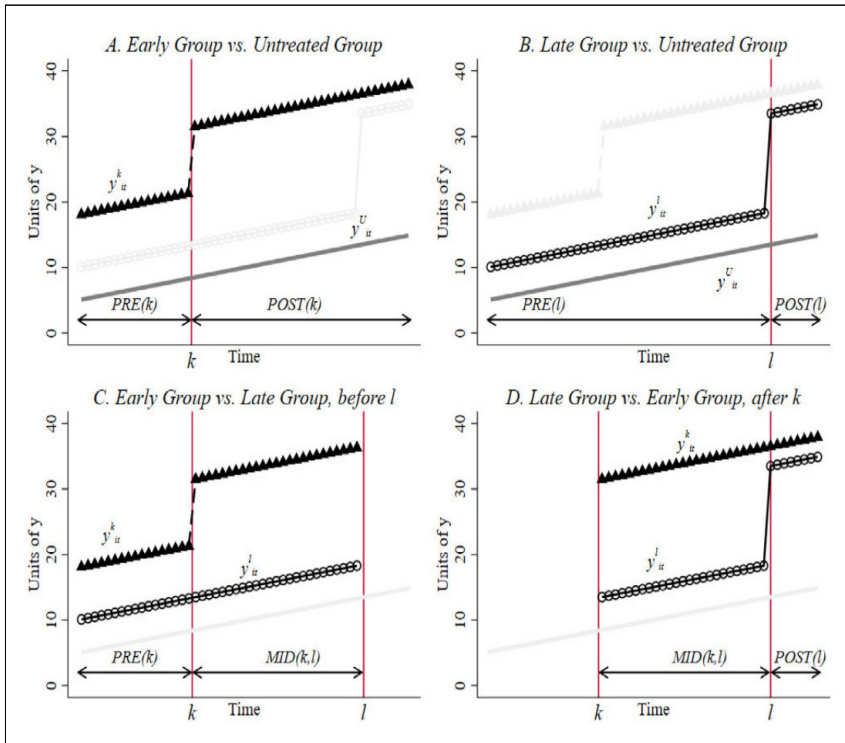 A. Early Group vs. Untreated Group
Units of y
40
30
20
10
0
y^k_it
y^U_it
PRE(k)
POST(k)
k
Time
B. Late Group vs. Untreated Group
Units of y
40
30
20
10
0
y^l_it
y^U_it
PRE(l)
POST(l)
Time
l
C. Early Group vs. Late Group, before l
Units of y
40
30
20
10
0
y^k_it
y^l_it
PRE(k)
MID(k,l)
k
Time
l
D. Late Group vs. Early Group, after k
Units of y
40
30
20
10
0
y^k_it
y^l_it
MID(k,l)
POST(l)
k
Time
l